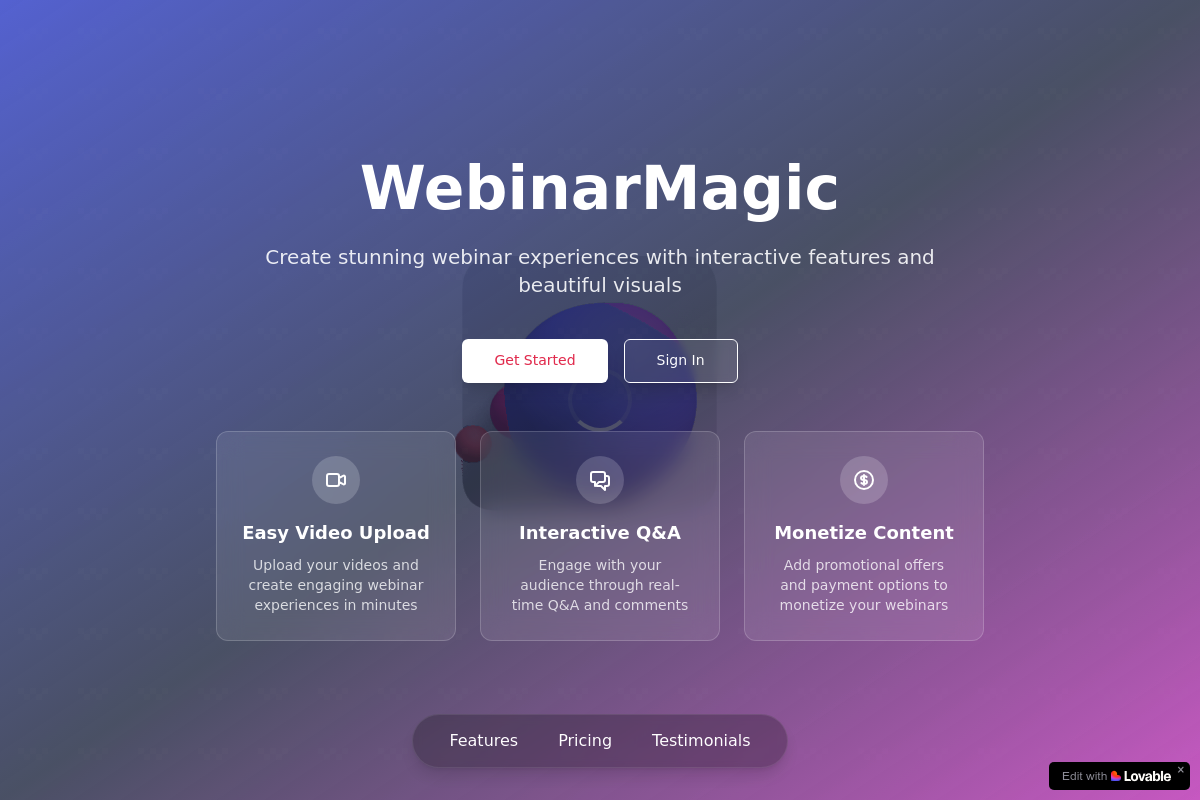 WebinarMagic
Create stunning webinar experiences with interactive features and
beautiful visuals
Get Started
Sign In
Easy Video Upload
Upload your videos and
create engaging webinar
experiences in minutes
Interactive Q&A
Engage with your
audience through real-
time Q&A and comments
Monetize Content
Add promotional offers
and payment options to
monetize your webinars
Features
Pricing
Testimonials
Edit with Lovable
×